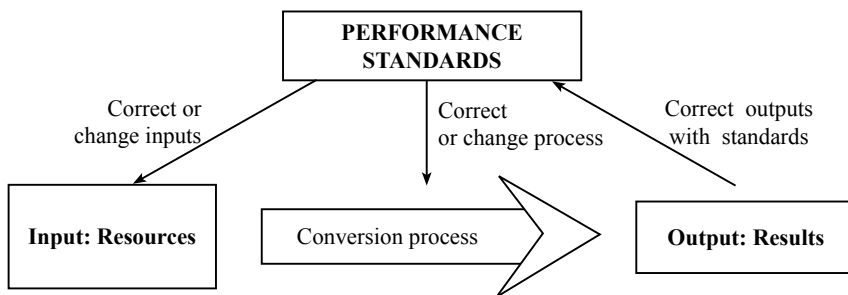 PERFORMANCE
STANDARDS
Correct or
change inputs
Correct
or change process
Correct outputs
with standards
Input: Resources
Conversion process
Output: Results